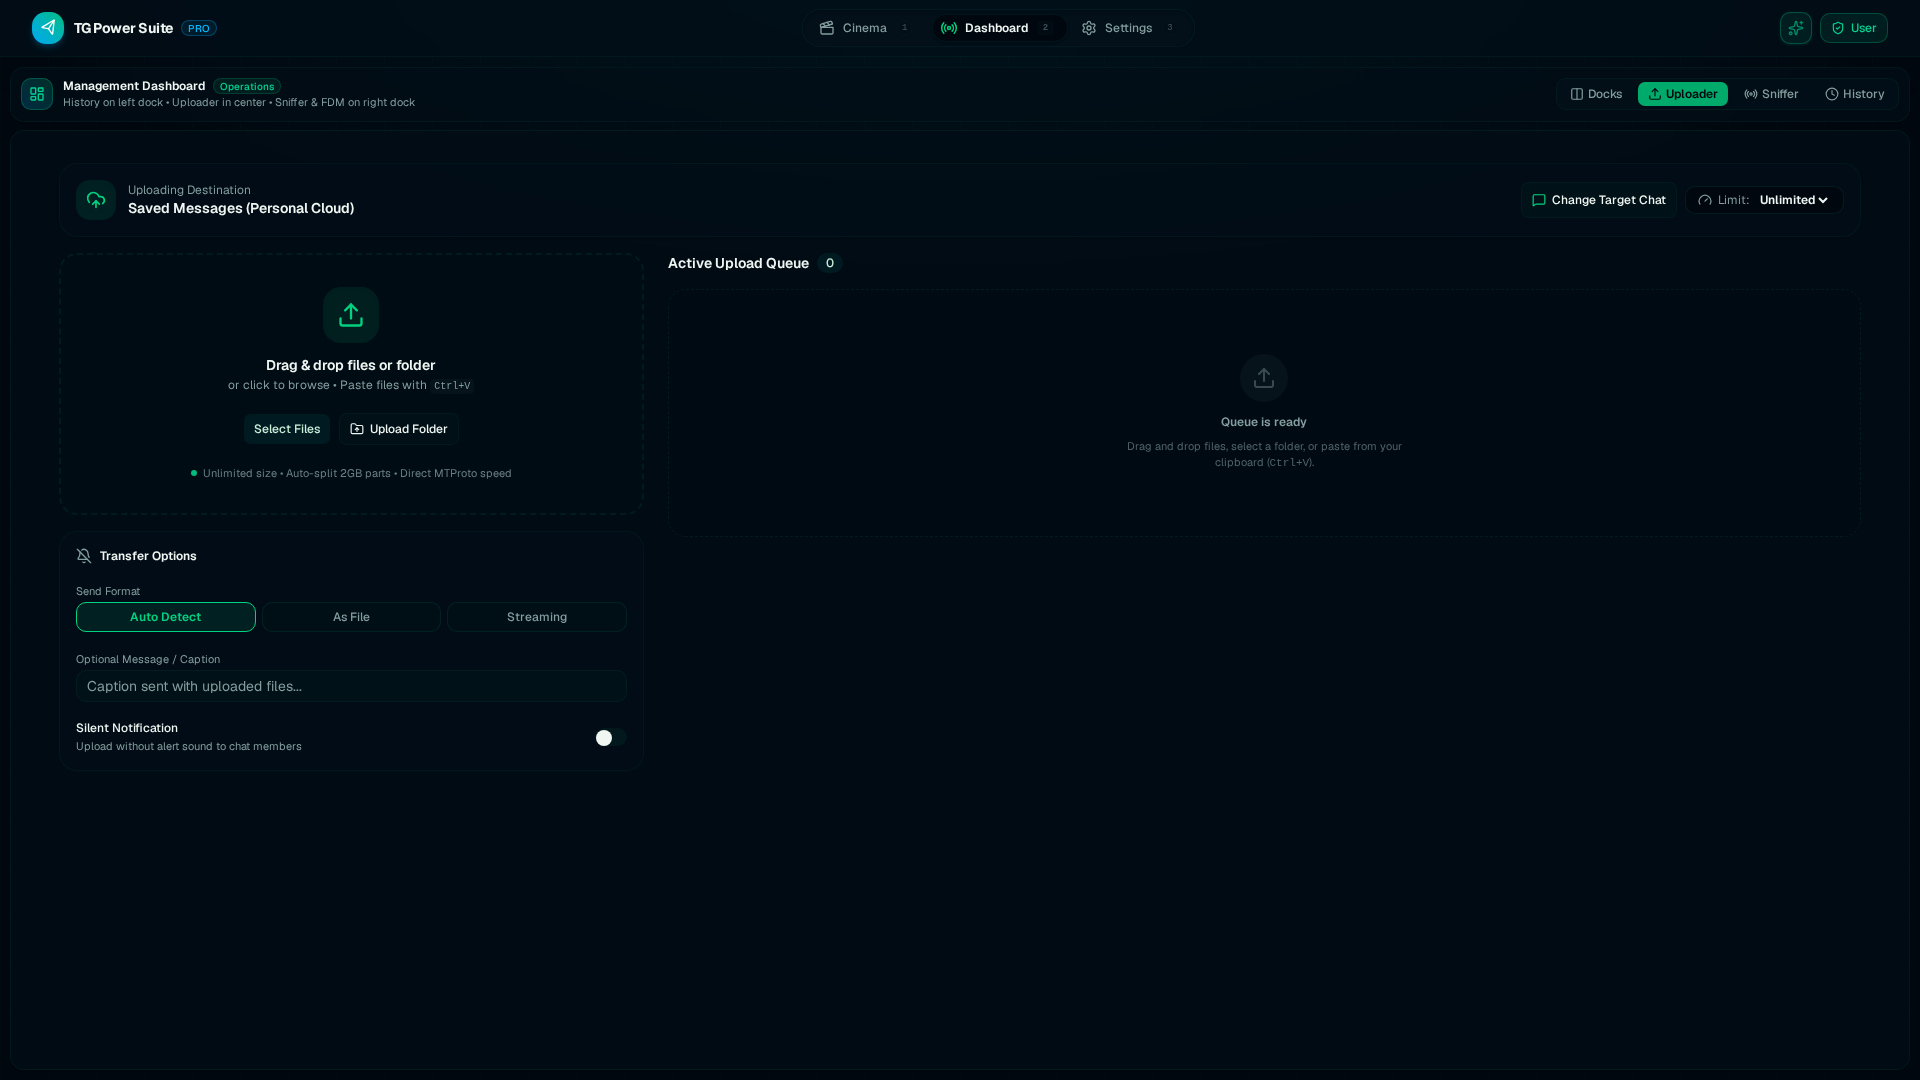 TG Power Suite PRO
Cinema 1
Dashboard 2
Settings 3
User
Management Dashboard Operations
History on left dock • Uploader in center • Sniffer & FDM on right dock
Docks
Uploader
Sniffer
History
Uploading Destination
Saved Messages (Personal Cloud)
Change Target Chat
Limit: Unlimited
Drag & drop files or folder
or click to browse • Paste files with Ctrl+V
Select Files
Upload Folder
Unlimited size • Auto-split 2GB parts • Direct MTProto speed
Active Upload Queue 0
Queue is ready
Drag and drop files, select a folder, or paste from your
clipboard (Ctrl+V).
Transfer Options
Send Format
Auto Detect
As File
Streaming
Optional Message / Caption
Caption sent with uploaded files...
Silent Notification
Upload without alert sound to chat members